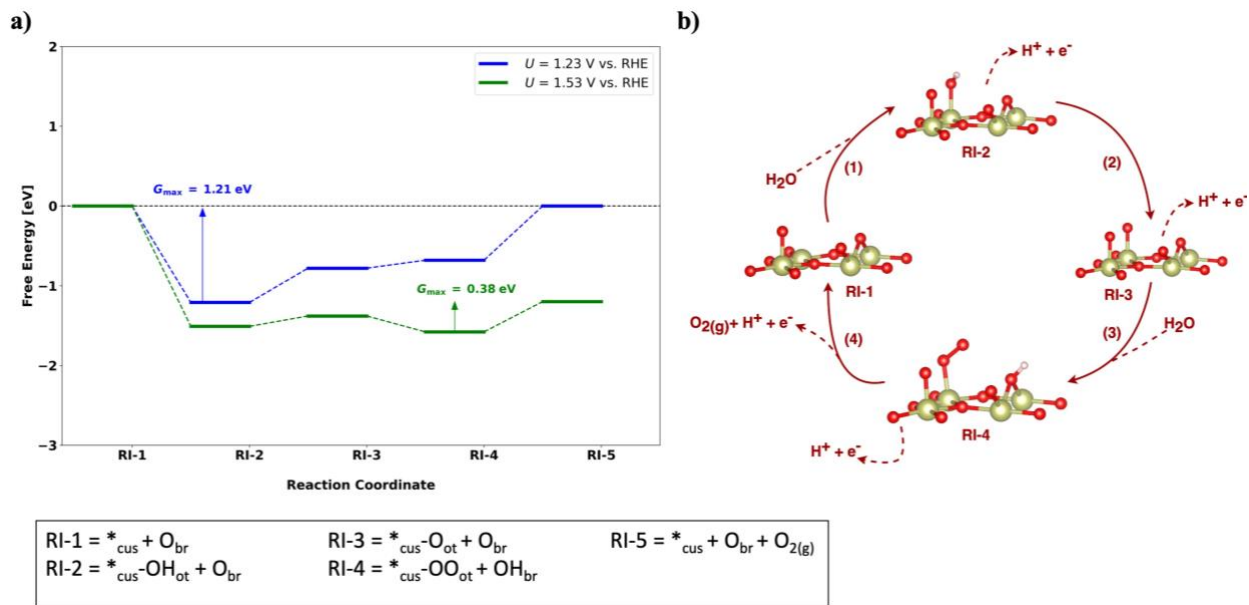 a)
2
1
0
−1
−2
−3
Free Energy [eV]
U = 1.23 V vs. RHE
U = 1.53 V vs. RHE
Gmax = 1.21 eV
Gmax = 0.38 eV
RI-1 RI-2 RI-3 RI-4 RI-5
Reaction Coordinate
b)
H+ + e-
RI-2
(1)
(2)
H2O
H+ + e-
RI-1
RI-3
O2(g)+ H+ + e-
(4)
(3)
H2O
RI-4
H+ + e-
RI-1 = *cus + Obr RI-3 = *cus-Oot + Obr RI-5 = *cus + Obr + O2(g)
RI-2 = *cus-OHot + Obr RI-4 = *cus-OOot + OHbr